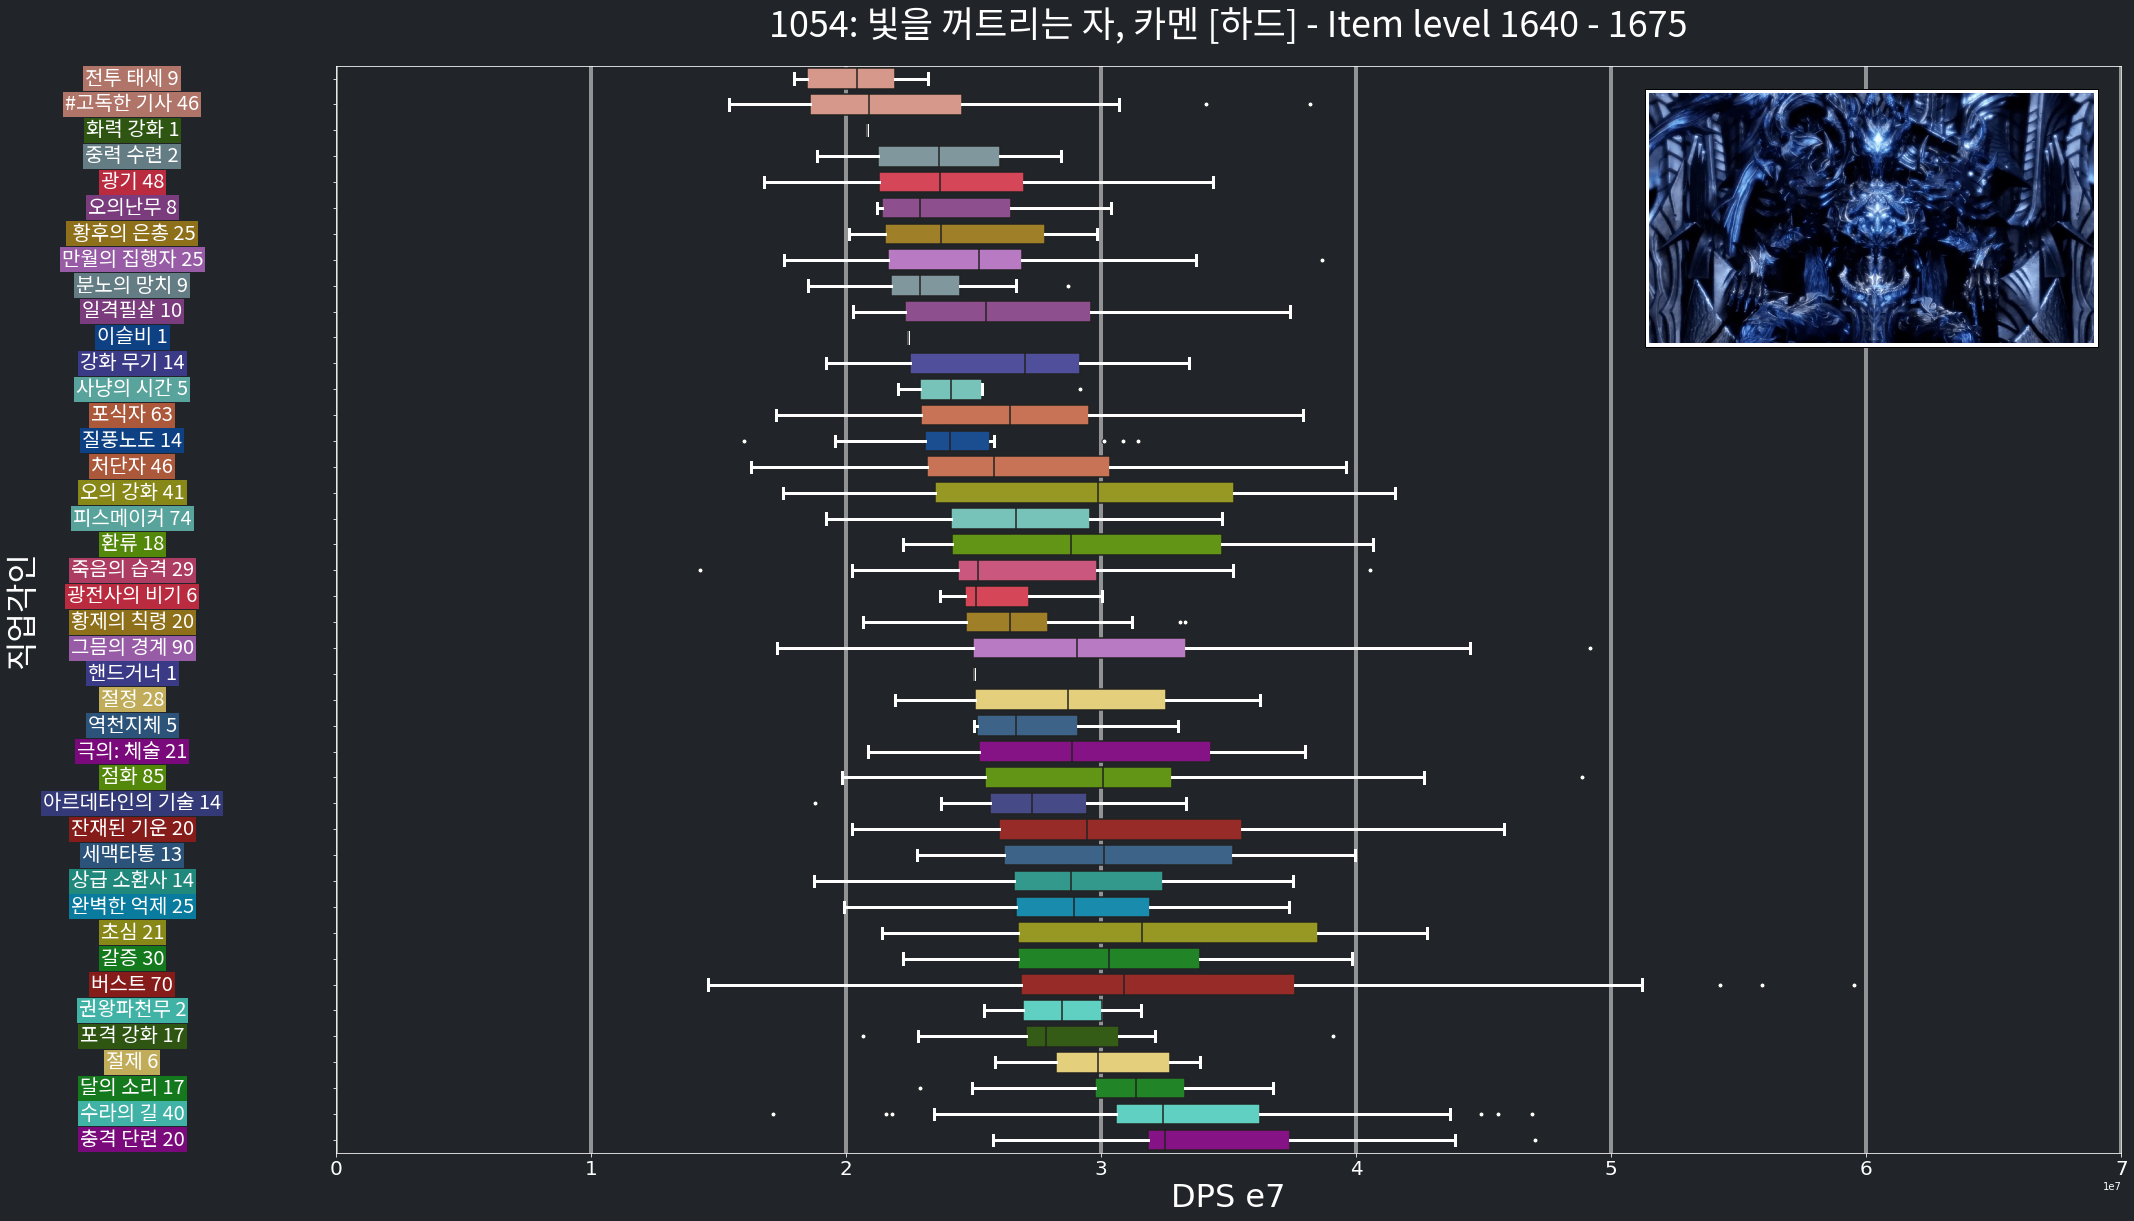 1054: 빛을 꺼트리는 자, 카멘 [하드] - Item level 1640 - 1675
전투 태세 9
#고독한 기사 46
화력 강화 1
중력 수련 2
광기 48
오의난무 8
황후의 은총 25
만월의 집행자 25
분노의 망치 9
일격필살 10
이슬비 1
강화 무기 14
사냥의 시간 5
포식자 63
질풍노도 14
처단자 46
오의 강화 41
피스메이커 74
환류 18
죽음의 습격 29
광전사의 비기 6
황제의 칙령 20
그믐의 경계 90
핸드거너 1
절정 28
역천지체 5
극의: 체술 21
점화 85
아르데타인의 기술 14
잔재된 기운 20
세맥타통 13
상급 소환사 14
완벽한 억제 25
초심 21
갈증 30
버스트 70
권왕파천무 2
포격 강화 17
절제 6
달의 소리 17
수라의 길 40
충격 단련 20
직업각인
0 1 2 3 4 5 6 7
DPS e7
1e7